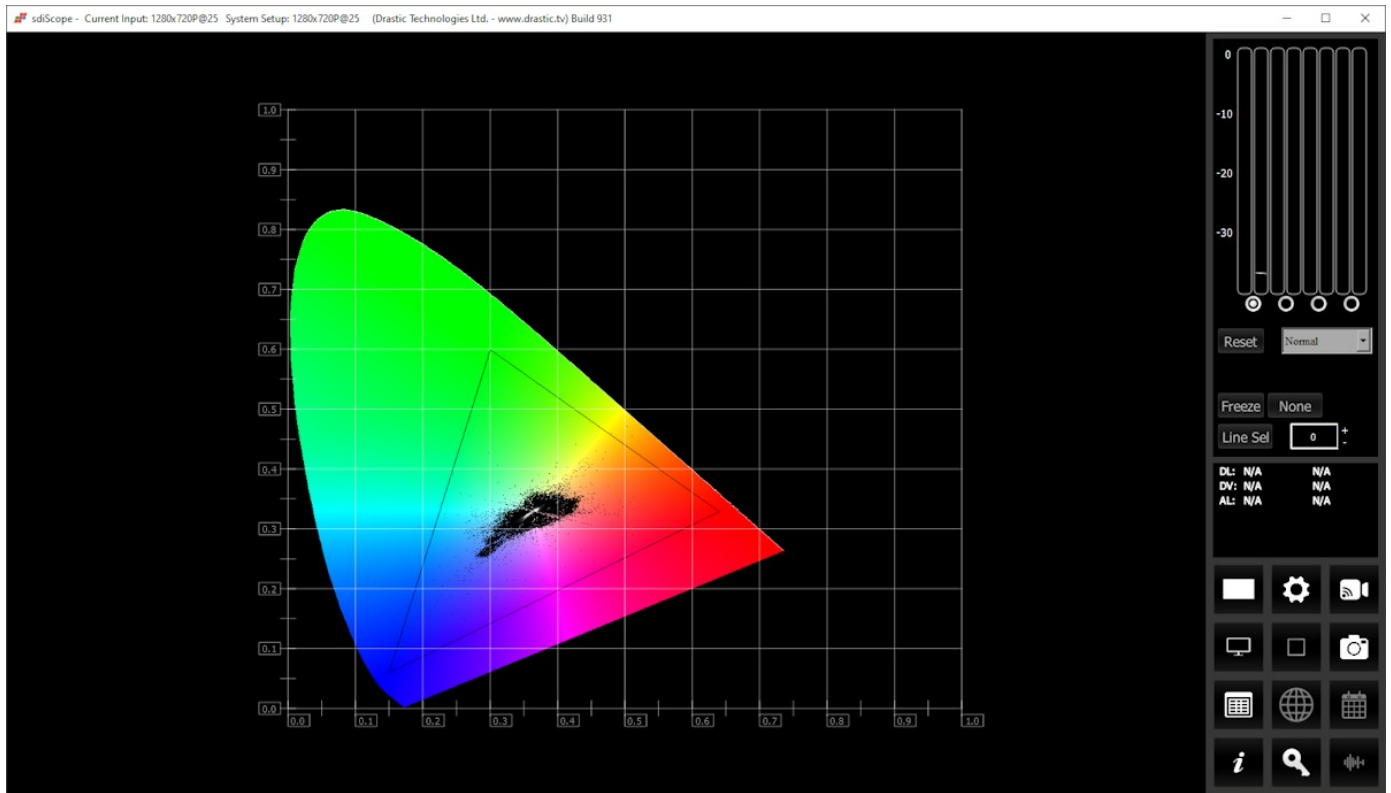 sdiScope - Current Input: 1280x720P@25 System Setup: 1280x720P@25 (Drastic Technologies Ltd. - www.drastic.tv) Build 931
1.0
0.9
0.8
0.7
0.6
0.5
0.4
0.3
0.2
0.1
0.0
0.0 0.1 0.2 0.3 0.4 0.5 0.6 0.7 0.8 0.9 1.0
0
-10
-20
-30
Reset Normal
Freeze None
Line Sel 0 + -
DL: N/A N/A
DV: N/A N/A
AL: N/A N/A
i